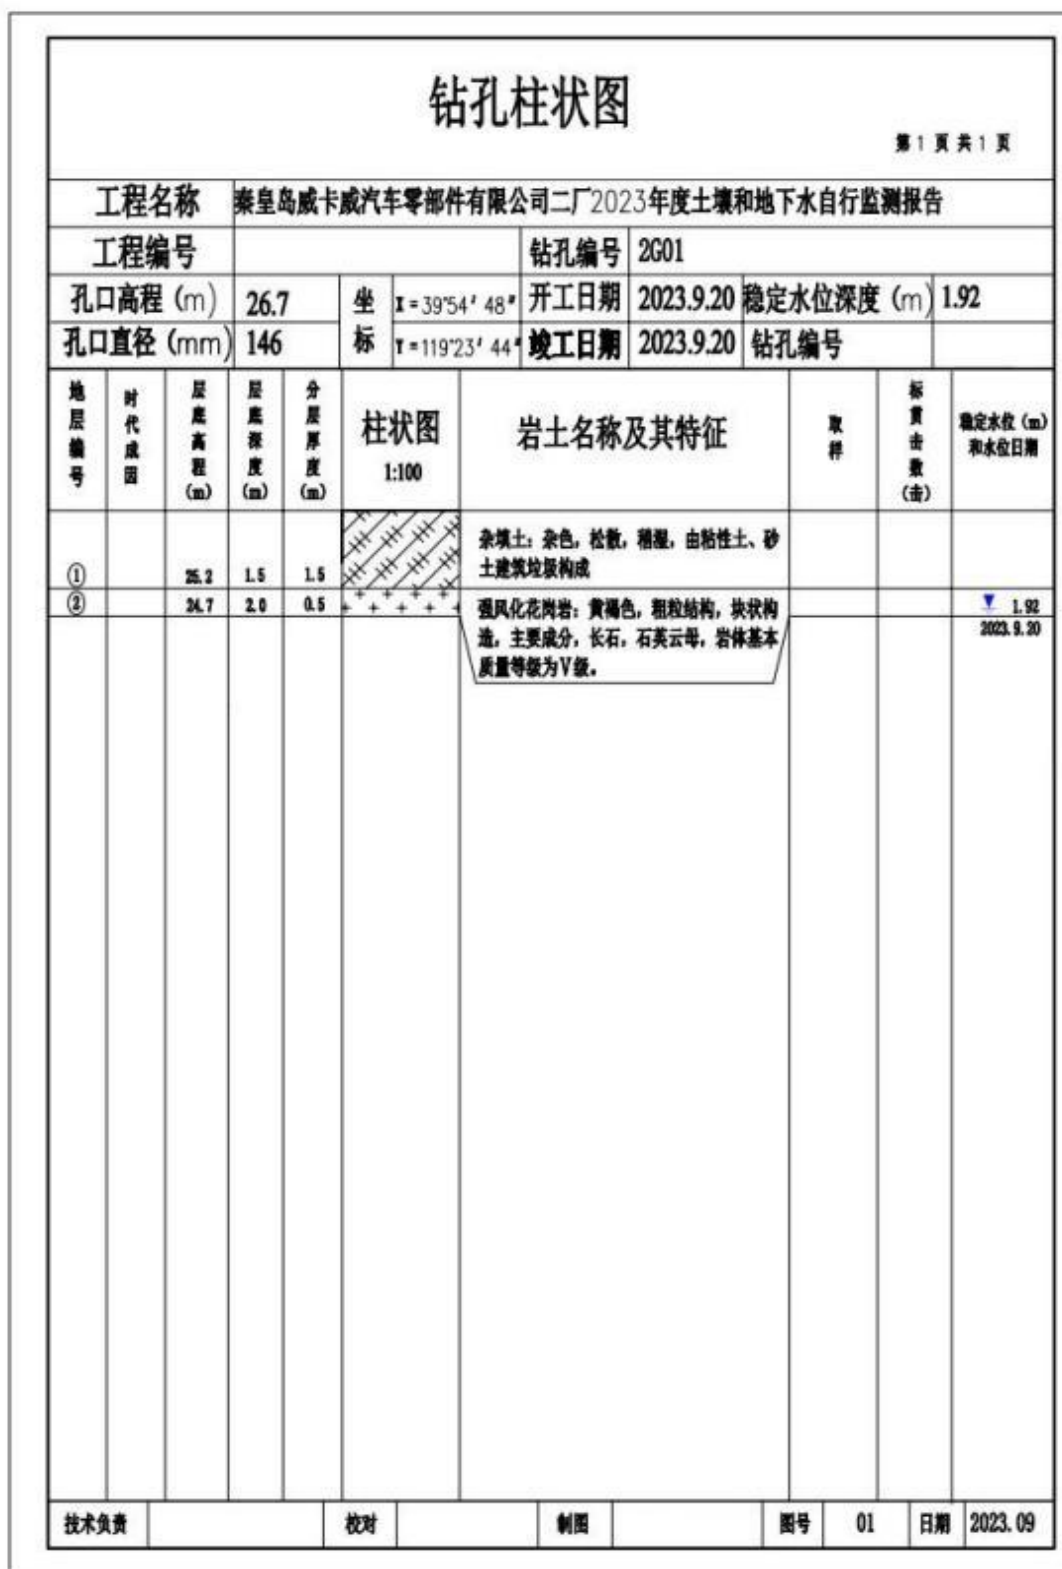 钻孔柱状图
第 1 页 共 1 页
工程名称 秦皇岛威卡威汽车零部件有限公司二厂2023年度土壤和地下水自行监测报告
工程编号 钻孔编号 2G01
孔口高程 (m) 26.7 坐标 X=39°54′48″ 开工日期 2023.9.20 稳定水位深度 (m) 1.92
孔口直径 (mm) 146 Y=119°23′44″ 竣工日期 2023.9.20 钻孔编号
地层编号 时代成因 层底高程(m) 层底深度(m) 分层厚度(m) 柱状图 1:100 岩土名称及其特征 取样 标贯击数(击) 稳定水位 (m) 和水位日期
杂填土：杂色，松散，稍湿，由粘性土、砂
① 25.2 1.5 1.5 土建筑垃圾构成
② 24.7 2.0 0.5 强风化花岗岩：黄褐色，粗粒结构，块状构 1.92
造，主要成分，长石，石英云母，岩体基本 2023.9.20
质量等级为Ⅴ级。
技术负责 校对 制图 图号 01 日期 2023.09